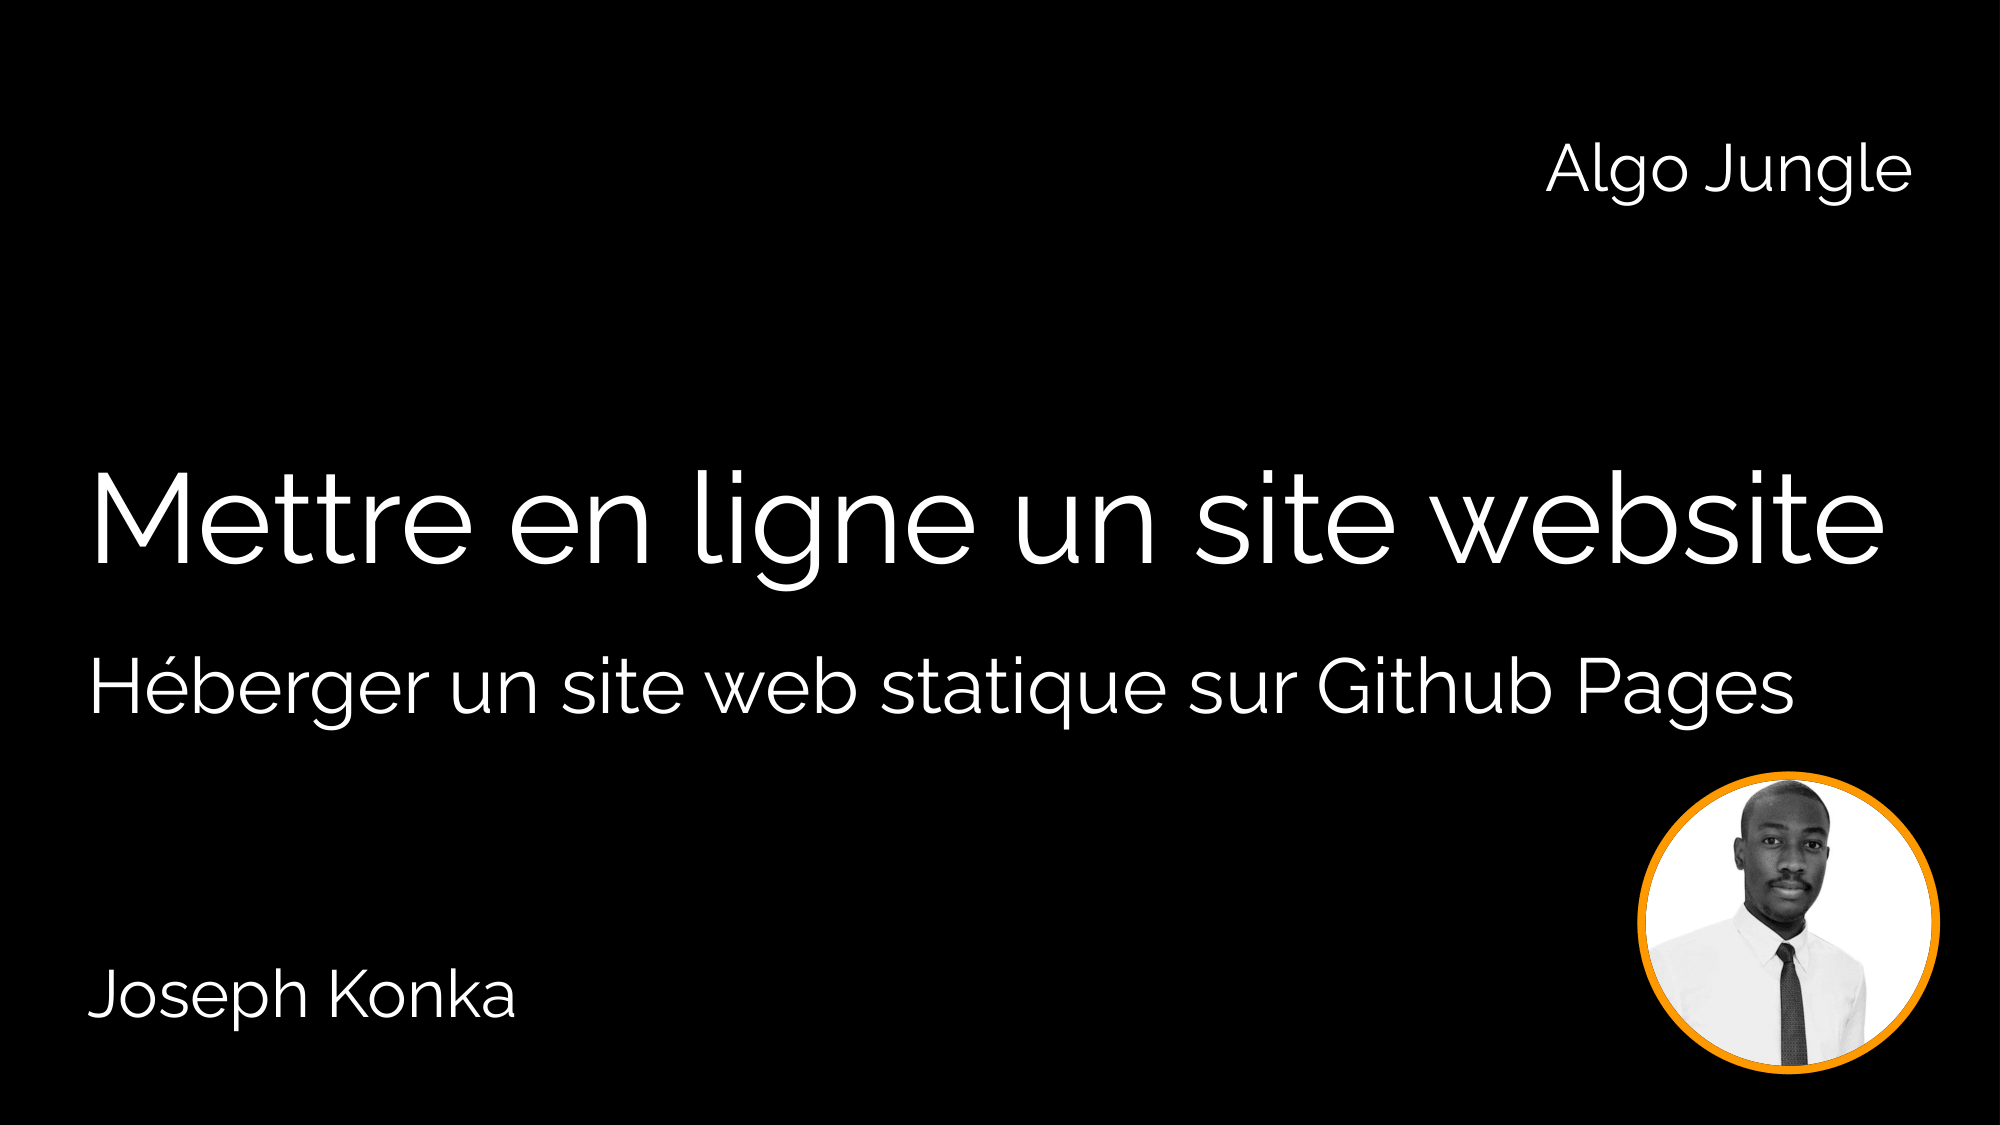 Algo Jungle
Mettre en ligne un site website
Héberger un site web statique sur Github Pages
Joseph Konka